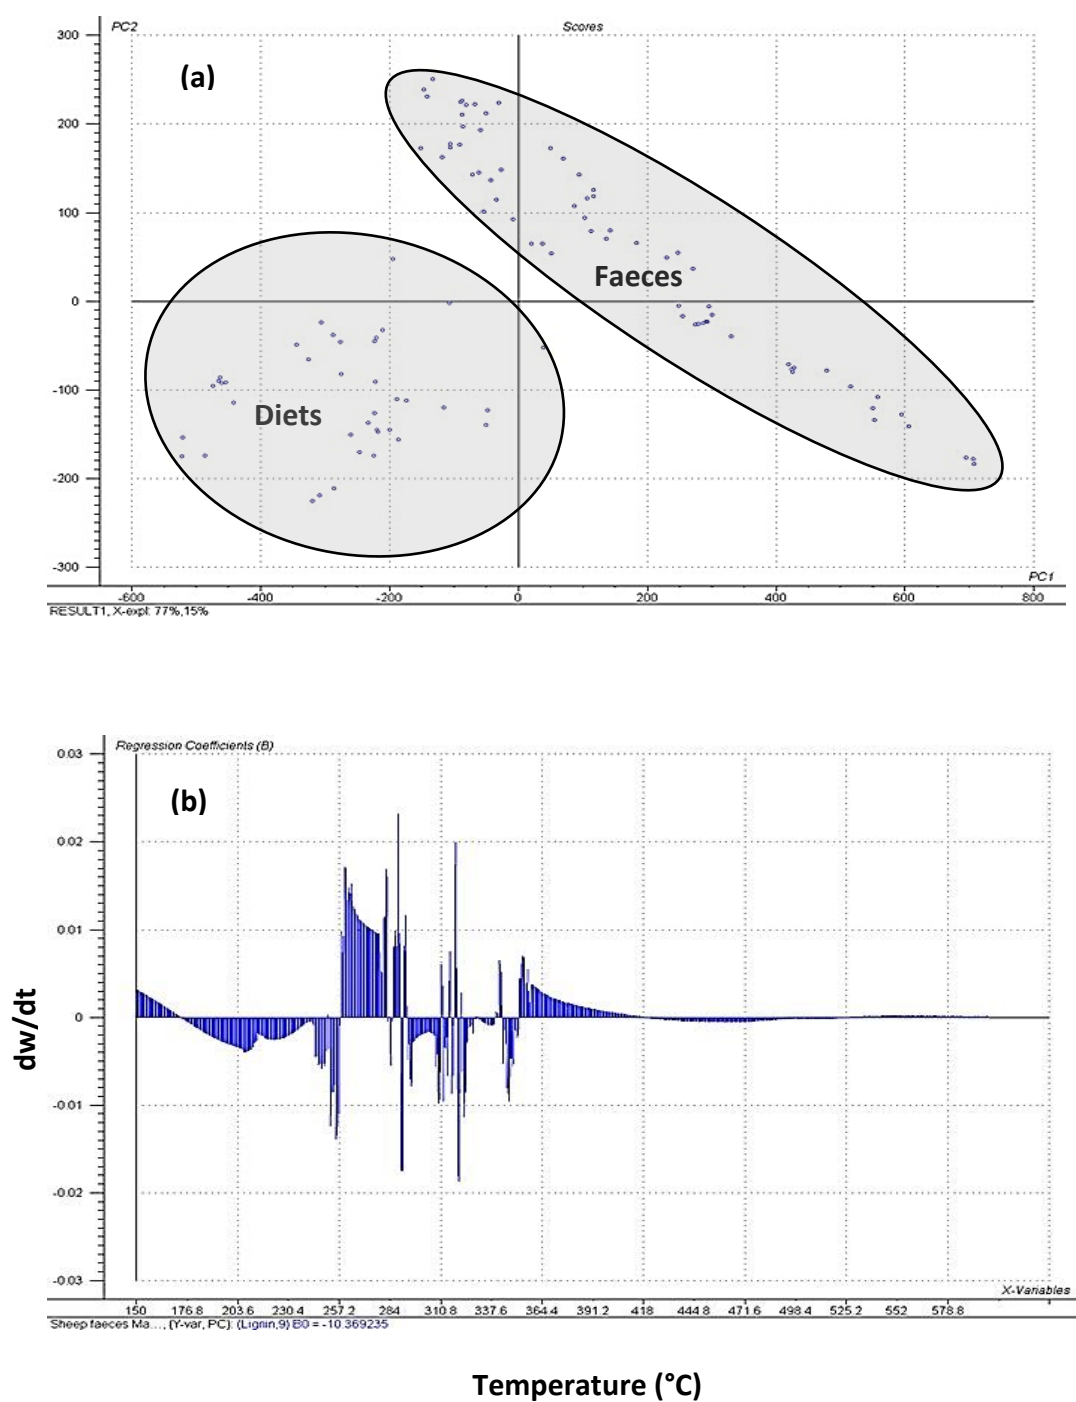 PC2
Scores
(a)
300
200
100
0
-100
-200
-300
Faeces
Diets
PC1
-600 -400 -200 0 200 400 600 800
RESULT1, X-expl: 77%,15%
Regression Coefficients (B)
(b)
0.03
0.02
0.01
0
-0.01
-0.02
-0.03
dw/dt
X-Variables
150 176.8 203.6 230.4 257.2 284 310.8 337.6 364.4 391.2 418 444.8 471.6 498.4 525.2 552 578.8
Sheep faeces Ma..., (Y-var, PC): (Lignin,9) B0 = -10.369235
Temperature (°C)